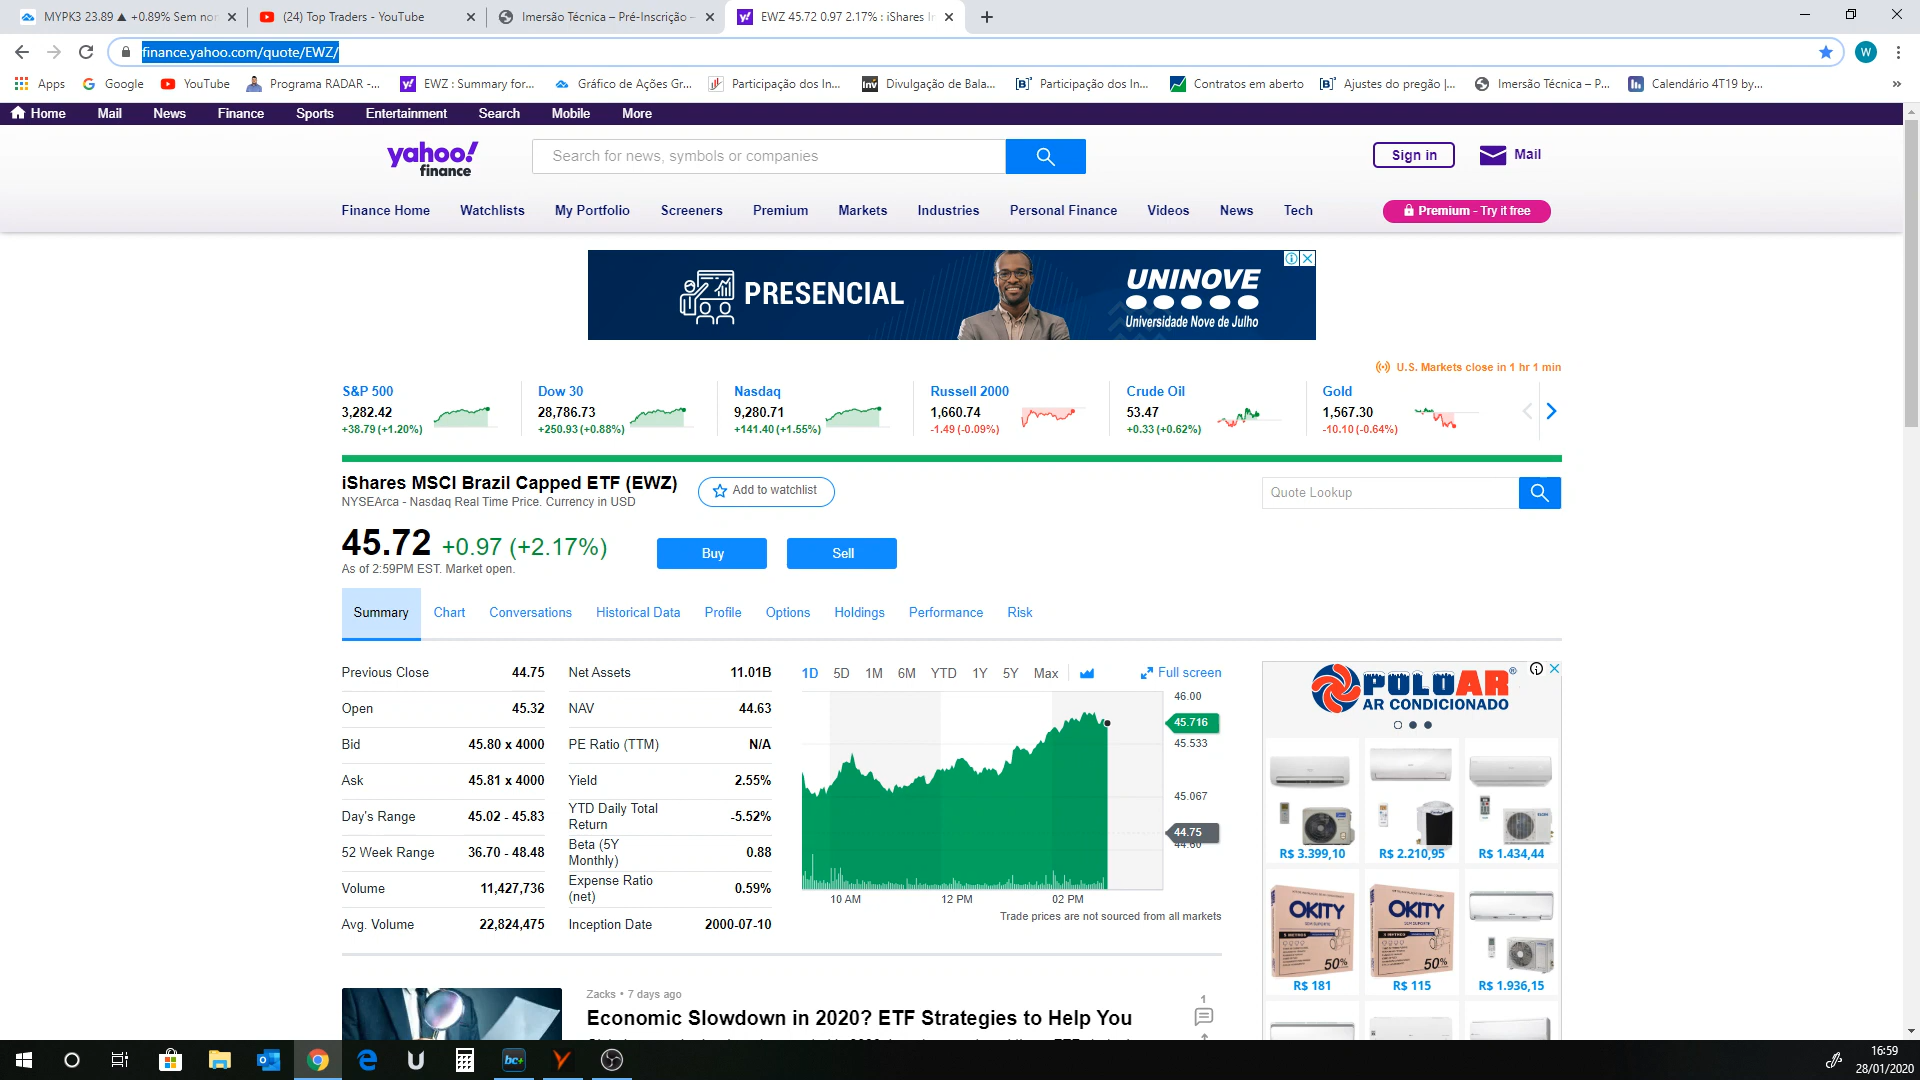 MYPK3 23.89 ▲ +0.89% Sem nor
(24) Top Traders - YouTube
Imersão Técnica – Pré-Inscrição –
EWZ 45.72 0.97 2.17% : iShares I
finance.yahoo.com/quote/EWZ/
W
Apps
Google
YouTube
Programa RADAR -...
EWZ : Summary for...
Gráfico de Ações Gr...
Participação dos In...
Divulgação de Bala...
Participação dos In...
Contratos em aberto
Ajustes do pregão |...
Imersão Técnica – P...
Calendário 4T19 by...
»
Home Mail News Finance Sports Entertainment Search Mobile More
yahoo!
finance
Search for news, symbols or companies
Sign in
Mail
Finance Home Watchlists My Portfolio Screeners Premium Markets Industries Personal Finance Videos News Tech
Premium - Try it free
PRESENCIAL
UNINOVE
Universidade Nove de Julho
U.S. Markets close in 1 hr 1 min
S&P 500
3,282.42
+38.79 (+1.20%)
Dow 30
28,786.73
+250.93 (+0.88%)
Nasdaq
9,280.71
+141.40 (+1.55%)
Russell 2000
1,660.74
-1.49 (-0.09%)
Crude Oil
53.47
+0.33 (+0.62%)
Gold
1,567.30
-10.10 (-0.64%)
iShares MSCI Brazil Capped ETF (EWZ)
NYSEArca - Nasdaq Real Time Price. Currency in USD
Add to watchlist
Quote Lookup
45.72 +0.97 (+2.17%)
As of 2:59PM EST. Market open.
Buy
Sell
Summary Chart Conversations Historical Data Profile Options Holdings Performance Risk
Previous Close 44.75
Open 45.32
Bid 45.80 x 4000
Ask 45.81 x 4000
Day's Range 45.02 - 45.83
52 Week Range 36.70 - 48.48
Volume 11,427,736
Avg. Volume 22,824,475
Net Assets 11.01B
NAV 44.63
PE Ratio (TTM) N/A
Yield 2.55%
YTD Daily Total
Return -5.52%
Beta (5Y
Monthly) 0.88
Expense Ratio
(net) 0.59%
Inception Date 2000-07-10
1D 5D 1M 6M YTD 1Y 5Y Max
Full screen
46.00
45.716
45.533
45.067
44.75
44.60
10 AM 12 PM 02 PM
Trade prices are not sourced from all markets
POLOAR®
AR CONDICIONADO
R$ 3.399,10
R$ 2.210,95
R$ 1.434,44
OKITY
50%
OKITY
50%
R$ 181
R$ 115
R$ 1.936,15
Zacks • 7 days ago
Economic Slowdown in 2020? ETF Strategies to Help You
1
bc+
16:59
28/01/2020